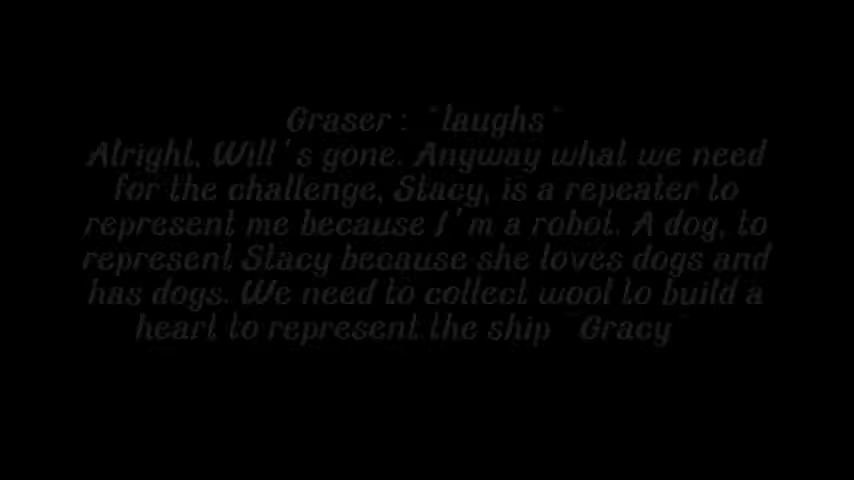 Graser : "laughs"
Alright, Will's gone. Anyway what we need
for the challenge, Stacy, is a repeater to
represent me because I'm a robot. A dog, to
represent Stacy because she loves dogs and
has dogs. We need to collect wool to build a
heart to represent the ship "Gracy"